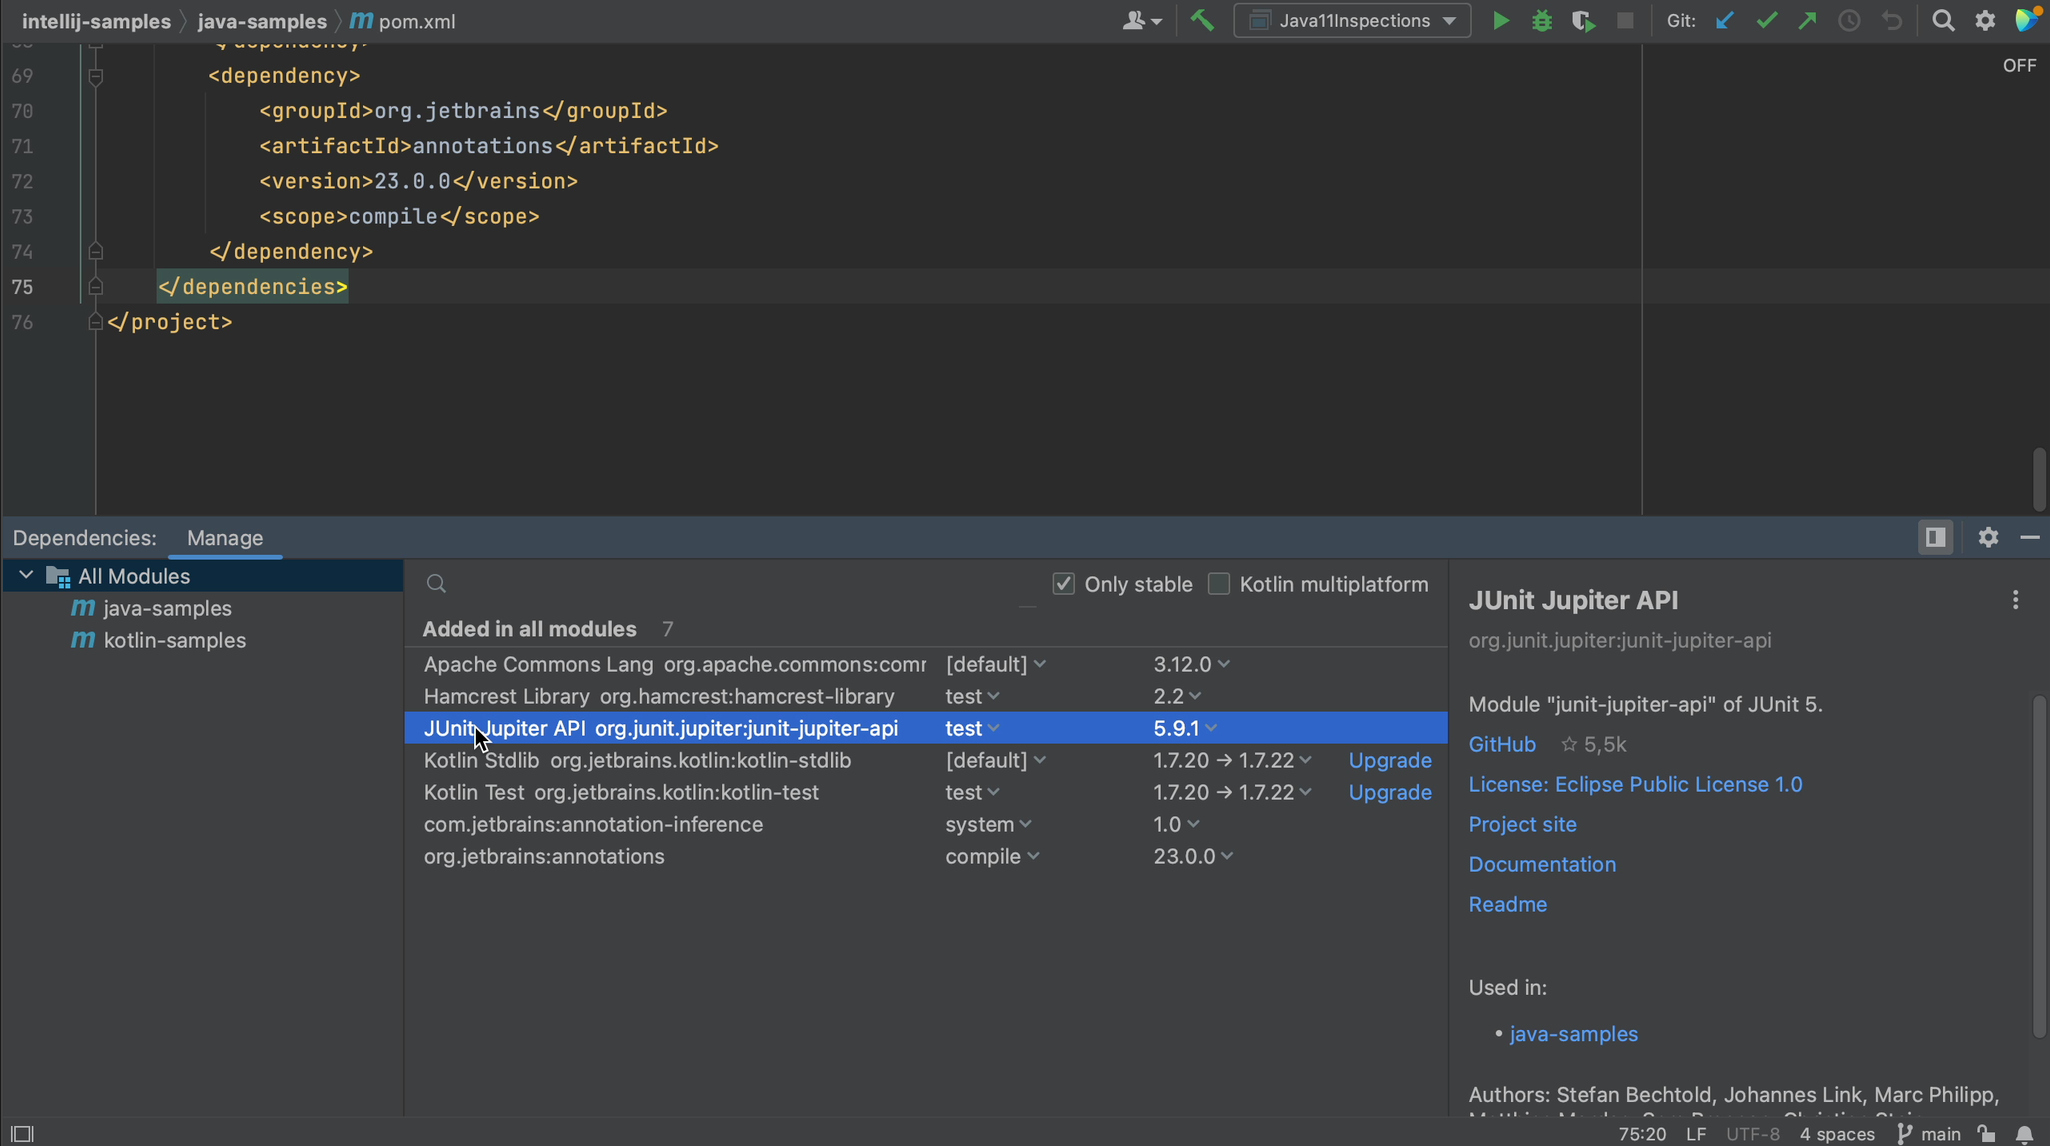 intellij-samples java-samples m pom.xml Java11Inspections Git:
OFF
69 <dependency>
70 <groupId>org.jetbrains</groupId>
71 <artifactId>annotations</artifactId>
72 <version>23.0.0</version>
73 <scope>compile</scope>
74 </dependency>
75 </dependencies>
76 </project>
Dependencies: Manage
All Modules
m java-samples
m kotlin-samples
Only stable Kotlin multiplatform
Added in all modules 7
Apache Commons Lang org.apache.commons:comm [default] 3.12.0
Hamcrest Library org.hamcrest:hamcrest-library test 2.2
JUnit Jupiter API org.junit.jupiter:junit-jupiter-api test 5.9.1
Kotlin Stdlib org.jetbrains.kotlin:kotlin-stdlib [default] 1.7.20 → 1.7.22 Upgrade
Kotlin Test org.jetbrains.kotlin:kotlin-test test 1.7.20 → 1.7.22 Upgrade
com.jetbrains:annotation-inference system 1.0
org.jetbrains:annotations compile 23.0.0
JUnit Jupiter API
org.junit.jupiter:junit-jupiter-api
Module "junit-jupiter-api" of JUnit 5.
GitHub ☆ 5,5k
License: Eclipse Public License 1.0
Project site
Documentation
Readme
Used in:
• java-samples
Authors: Stefan Bechtold, Johannes Link, Marc Philipp,
75:20 LF UTF-8 4 spaces main